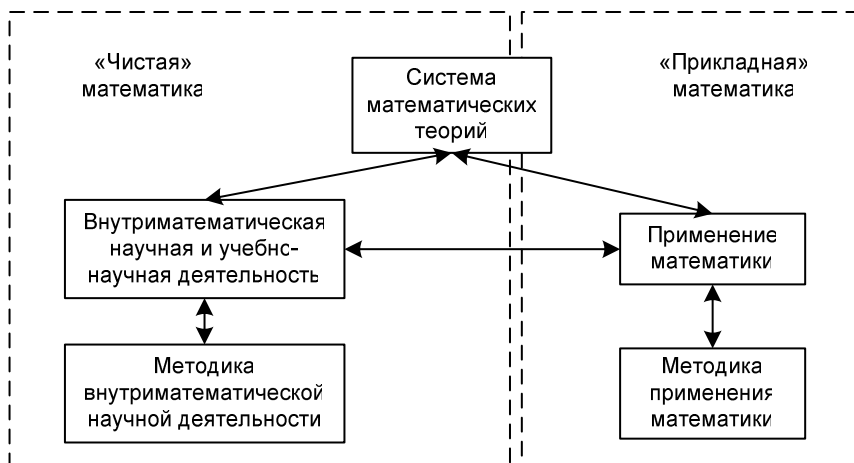 «Чистая»
математика
Система
математических
теорий
«Прикладная»
математика
Внутриматематическая
научная и учебно-
научная деятельность
Применение
математики
Методика
внутриматематической
научной деятельности
Методика
применения
математики